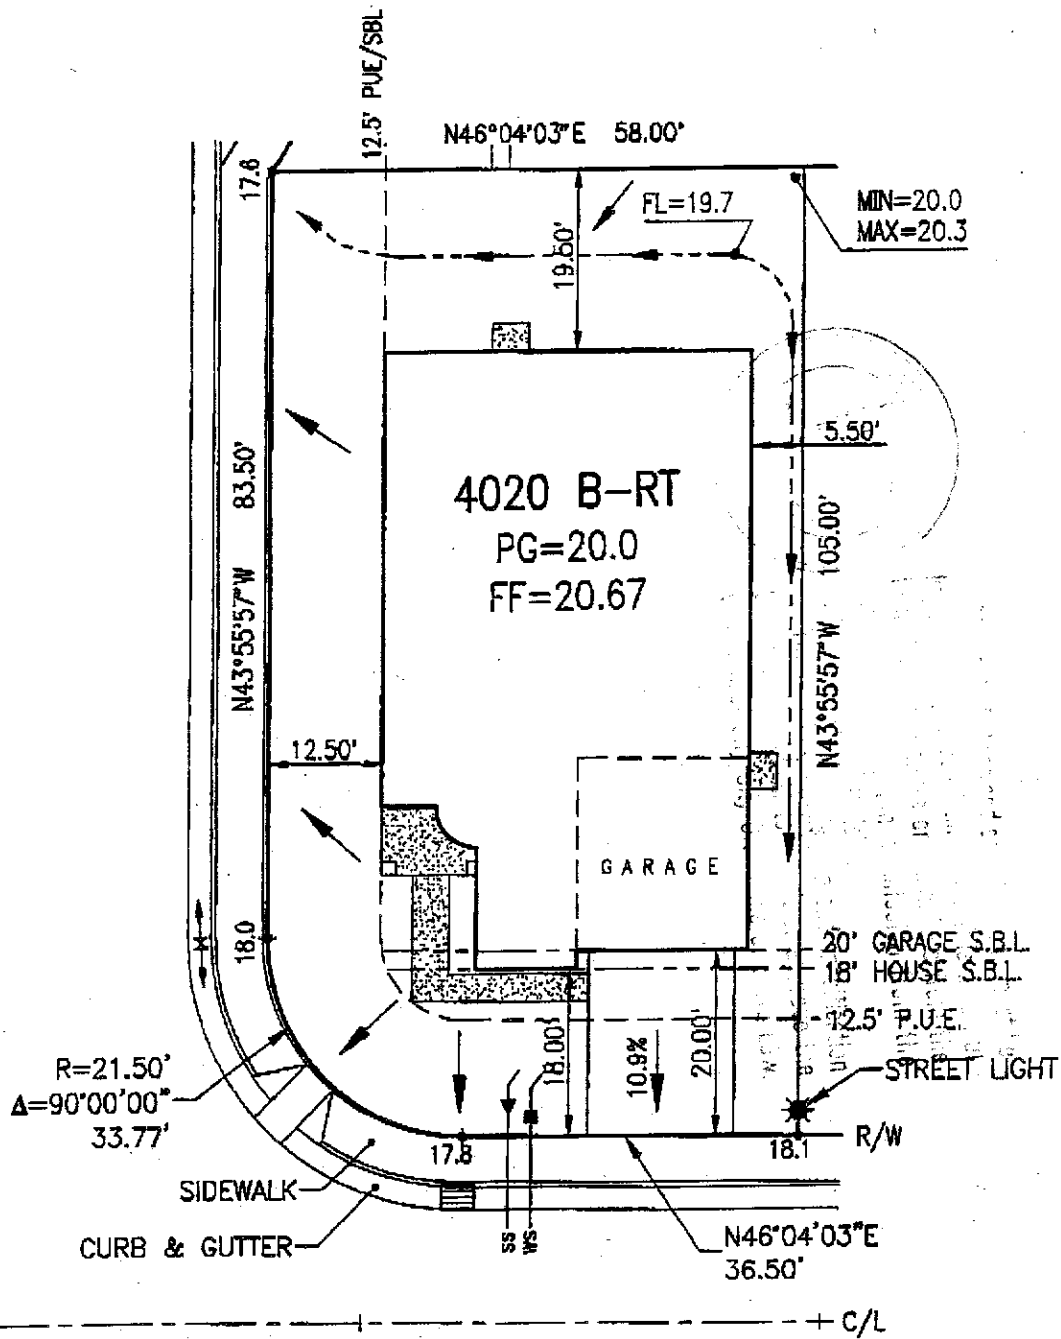 12.5' PUE/SBL
N46°04'03"E 58.00'
17.6
FL=19.7
MIN=20.0
MAX=20.3
19.60'
5.50'
4020 B-RT
PG=20.0
FF=20.67
N43°55'57"W 83.50'
N43°55'57"W 105.00'
12.50'
GARAGE
18.0
20' GARAGE S.B.L.
18' HOUSE S.B.L.
12.5' P.U.E.
18.00'
10.9%
20.00'
STREET LIGHT
R=21.50'
Δ=90°00'00"
33.77'
17.8
18.1
R/W
SIDEWALK
CURB & GUTTER
SS
WS
N46°04'03"E
36.50'
C/L